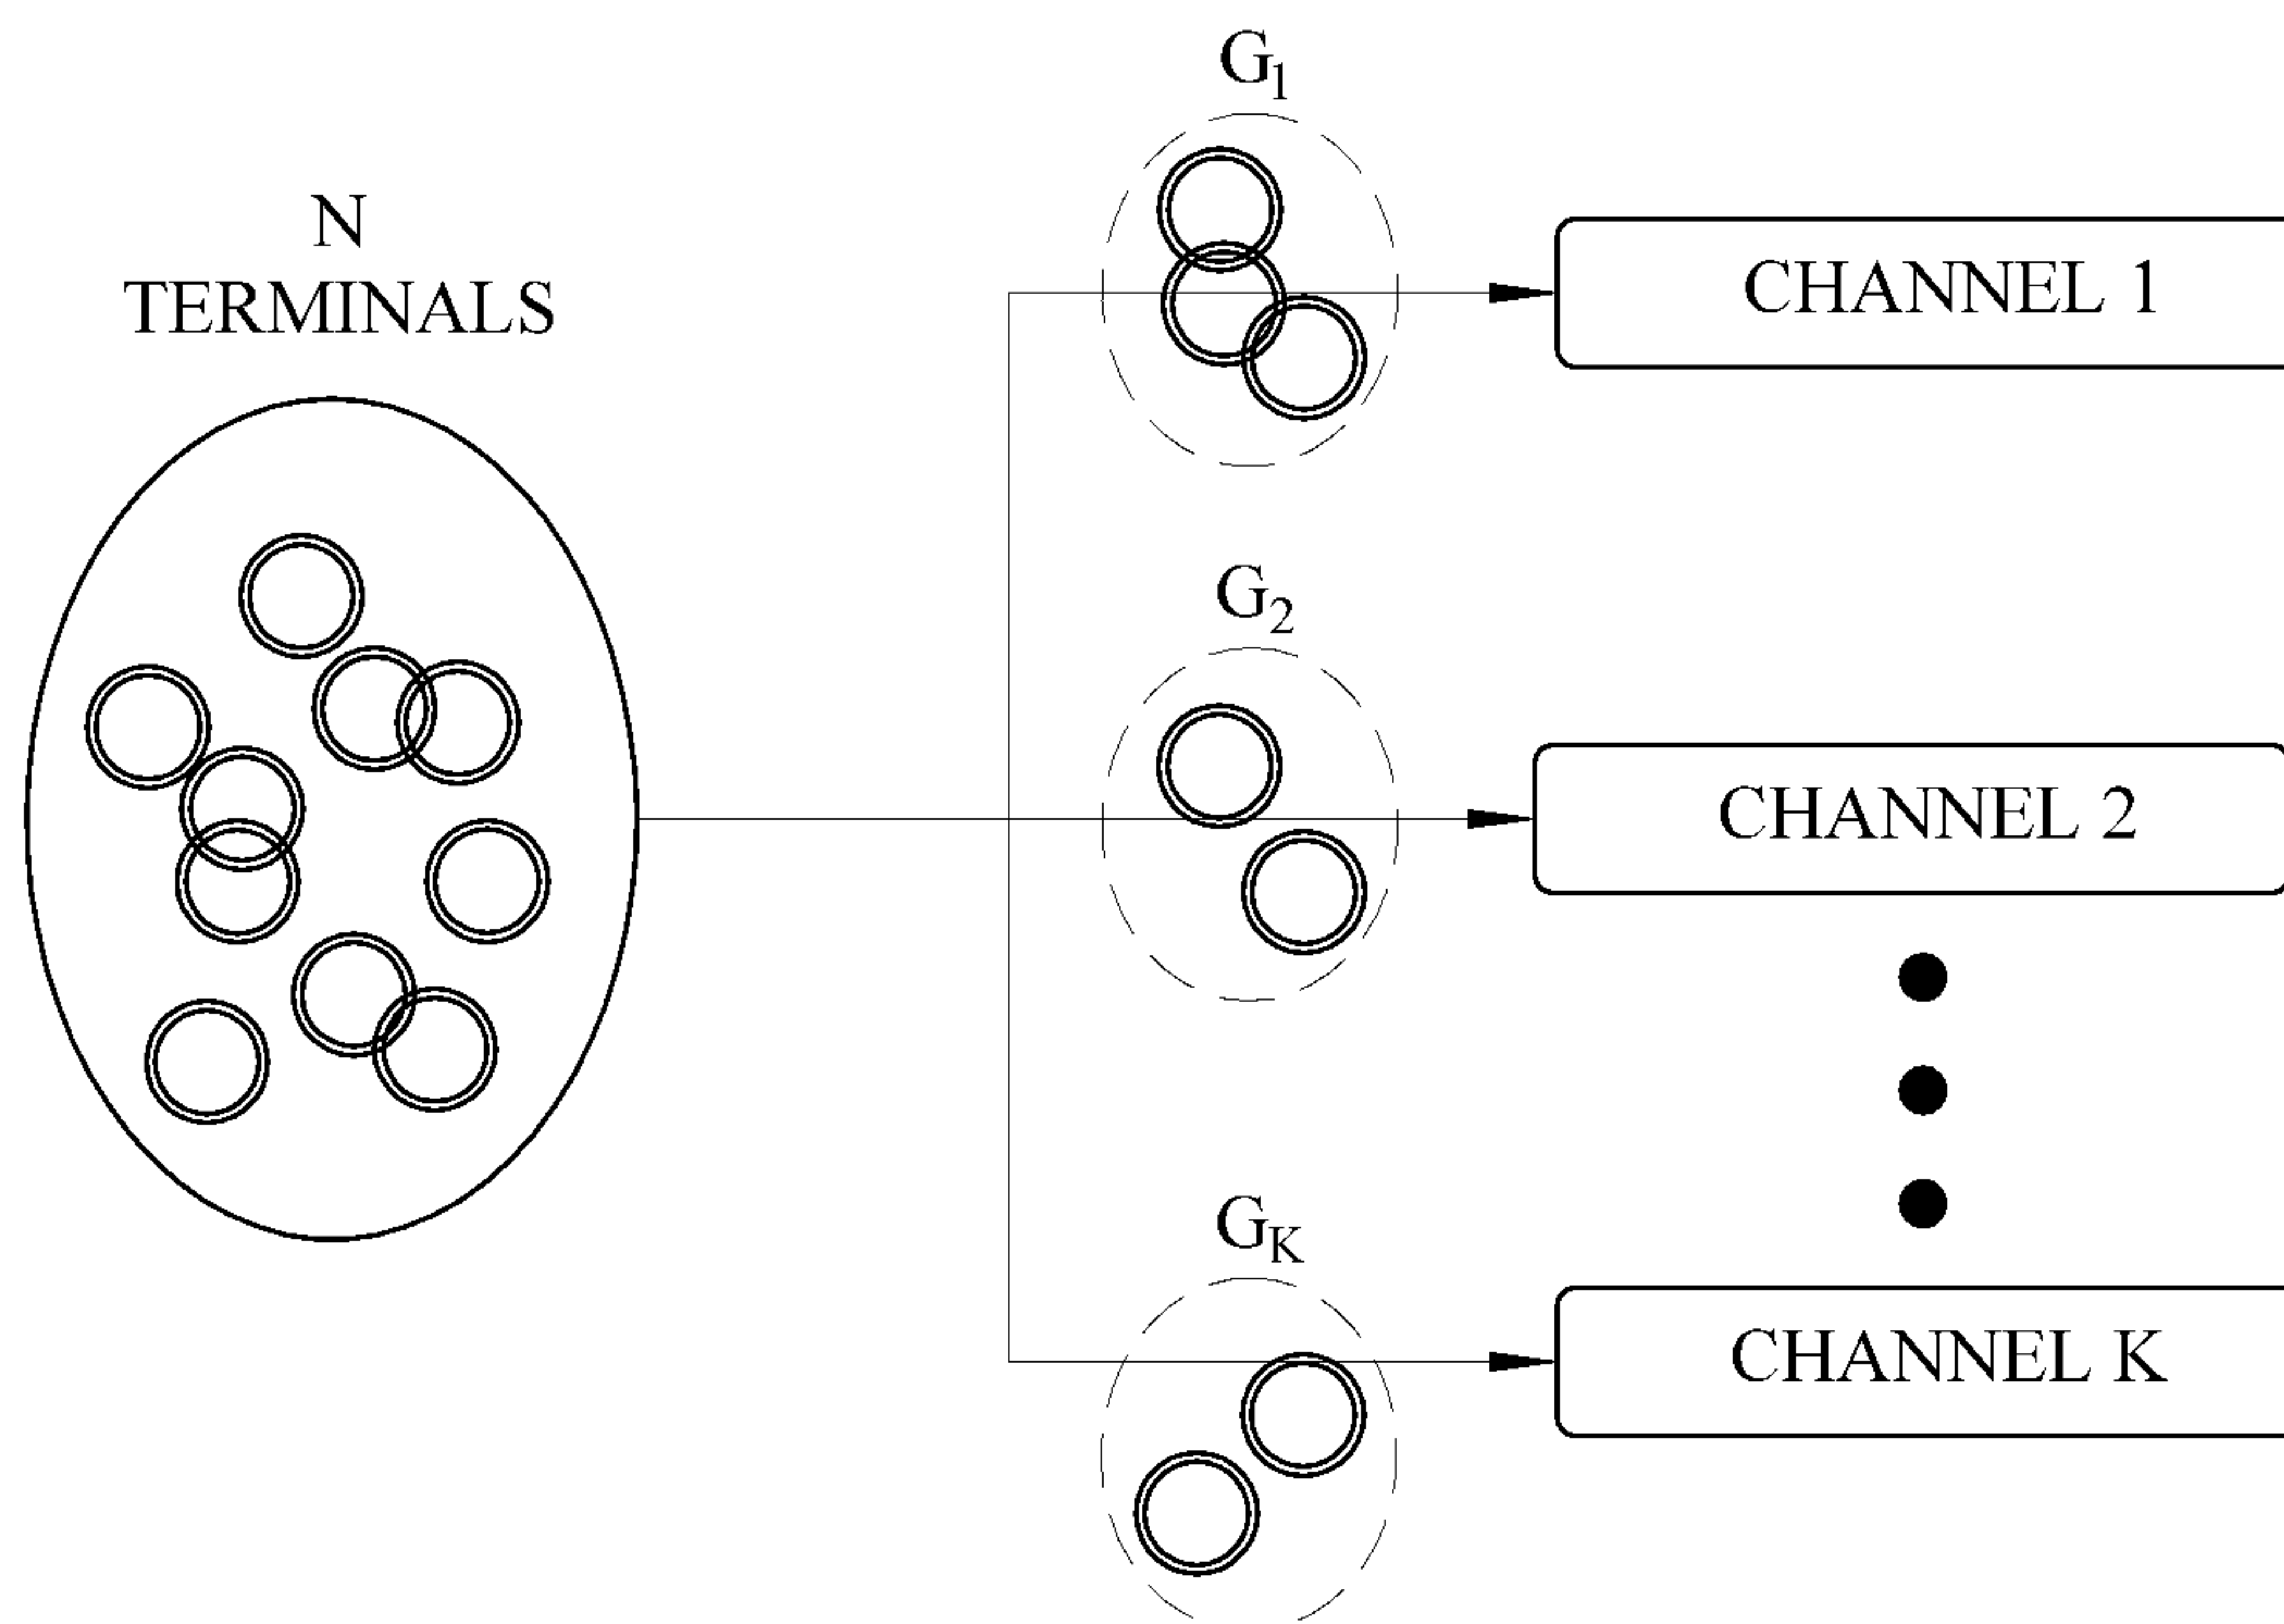 N
TERMINALS
G1
CHANNEL 1
G2
CHANNEL 2
GK
CHANNEL K